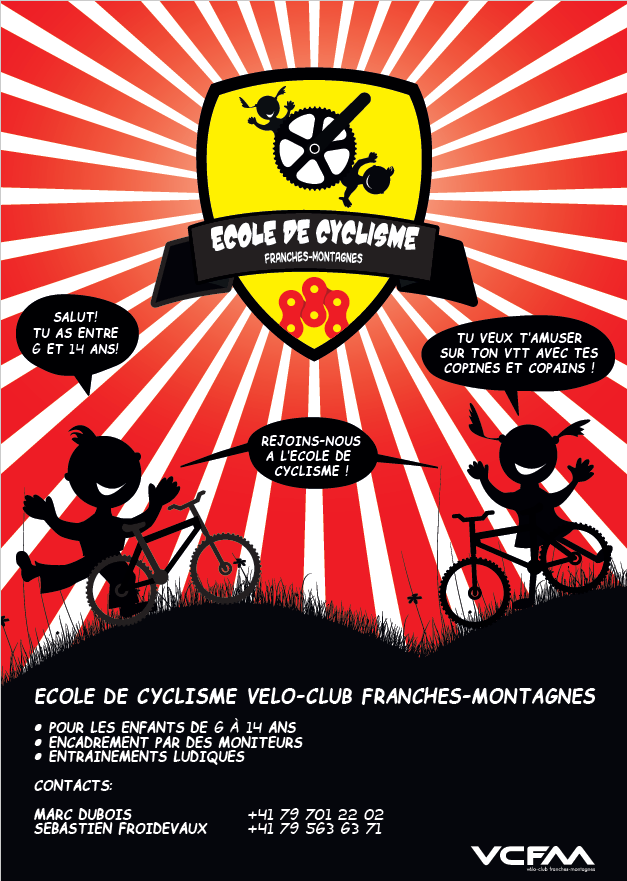 ECOLE DE CYCLISME
FRANCHES-MONTAGNES
SALUT!
TU AS ENTRE
6 ET 14 ANS!
TU VEUX T'AMUSER
SUR TON VTT AVEC TES
COPINES ET COPAINS !
REJOINS-NOUS
A L'ECOLE DE
CYCLISME !
ECOLE DE CYCLISME VELO-CLUB FRANCHES-MONTAGNES
• POUR LES ENFANTS DE 6 À 14 ANS
• ENCADREMENT PAR DES MONITEURS
• ENTRAINEMENTS LUDIQUES
CONTACTS:
MARC DUBOIS +41 79 701 22 02
SEBASTIEN FROIDEVAUX +41 79 563 63 71
VCFM
vélo-club franches-montagnes